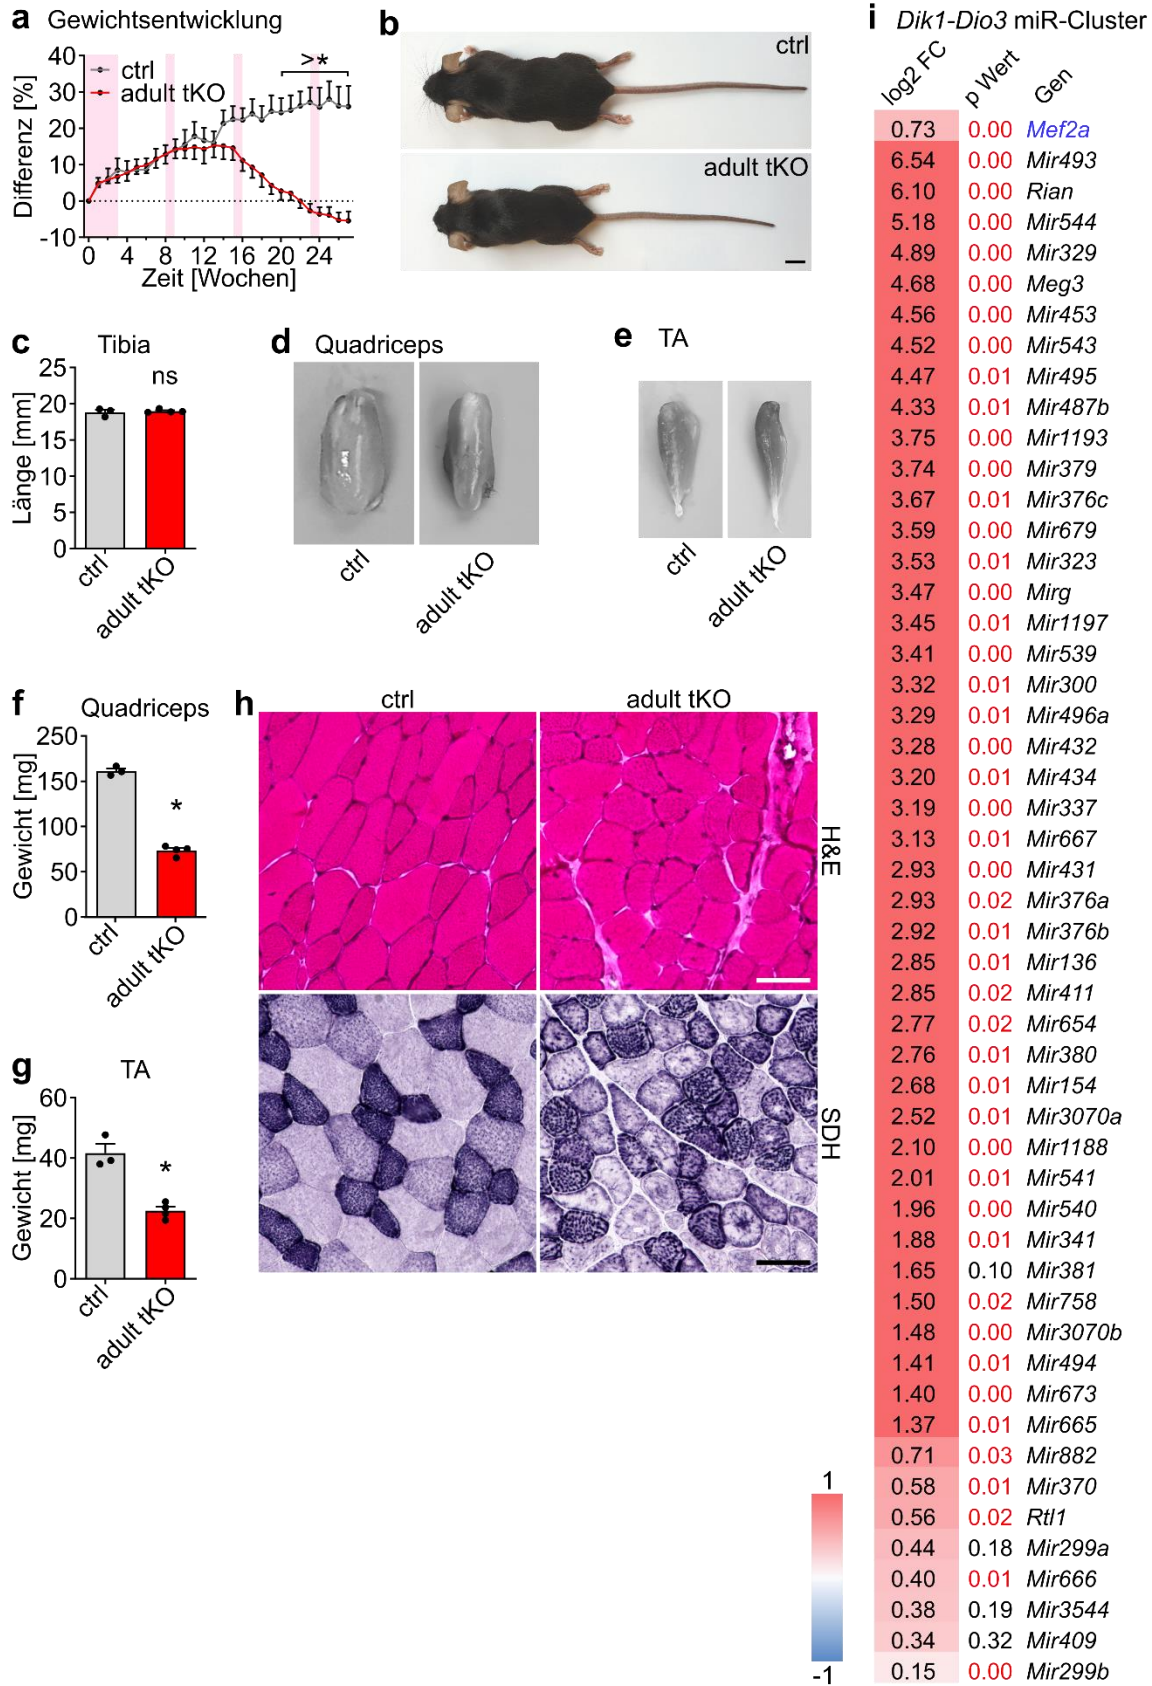 a Gewichtsentwicklung
Differenz [%]
40
30
20
10
0
-10
ctrl
adult tKO
>*
0 4 8 12 16 20 24
Zeit [Wochen]
b
ctrl
adult tKO
c Tibia
Länge [mm]
25
20
15
10
5
0
ns
ctrl
adult tKO
d Quadriceps
ctrl
adult tKO
e TA
ctrl
adult tKO
f Quadriceps
Gewicht [mg]
250
150
100
50
0
*
ctrl
adult tKO
g TA
Gewicht [mg]
60
40
20
0
*
ctrl
adult tKO
h
ctrl adult tKO
H&E
SDH
i Dik1-Dio3 miR-Cluster
log2 FC p Wert Gen
0.73 0.00 Mef2a
6.54 0.00 Mir493
6.10 0.00 Rian
5.18 0.00 Mir544
4.89 0.00 Mir329
4.68 0.00 Meg3
4.56 0.00 Mir453
4.52 0.00 Mir543
4.47 0.01 Mir495
4.33 0.01 Mir487b
3.75 0.00 Mir1193
3.74 0.00 Mir379
3.67 0.01 Mir376c
3.59 0.00 Mir679
3.53 0.01 Mir323
3.47 0.00 Mirg
3.45 0.01 Mir1197
3.41 0.00 Mir539
3.32 0.01 Mir300
3.29 0.01 Mir496a
3.28 0.00 Mir432
3.20 0.01 Mir434
3.19 0.00 Mir337
3.13 0.01 Mir667
2.93 0.00 Mir431
2.93 0.02 Mir376a
2.92 0.01 Mir376b
2.85 0.01 Mir136
2.85 0.02 Mir411
2.77 0.02 Mir654
2.76 0.01 Mir380
2.68 0.01 Mir154
2.52 0.01 Mir3070a
2.10 0.00 Mir1188
2.01 0.01 Mir541
1.96 0.00 Mir540
1.88 0.01 Mir341
1.65 0.10 Mir381
1.50 0.02 Mir758
1.48 0.00 Mir3070b
1.41 0.01 Mir494
1.40 0.00 Mir673
1.37 0.01 Mir665
0.71 0.03 Mir882
0.58 0.01 Mir370
0.56 0.02 Rtl1
0.44 0.18 Mir299a
0.40 0.01 Mir666
0.38 0.19 Mir3544
0.34 0.32 Mir409
0.15 0.00 Mir299b
1
-1